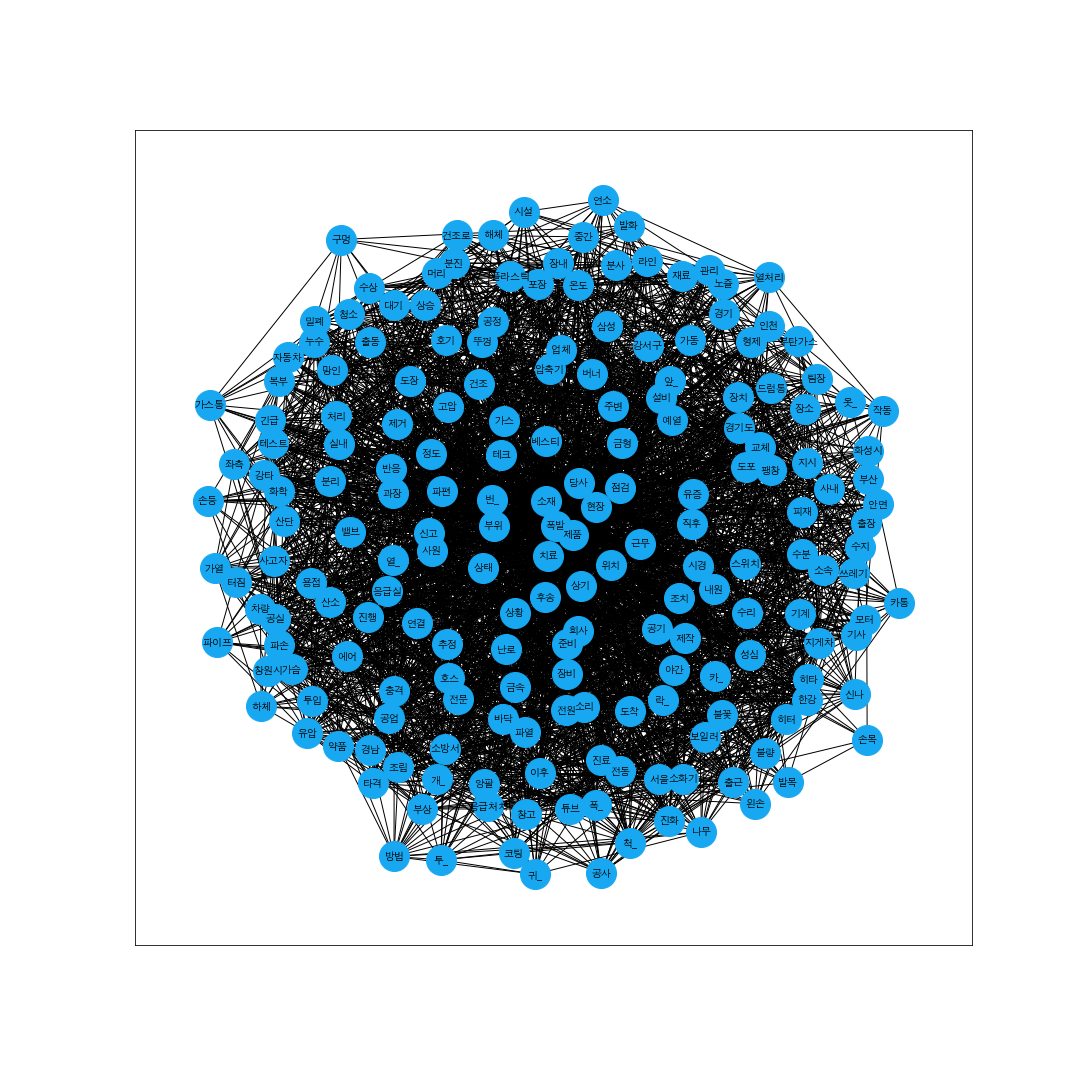 연소
시설
발화
건조로
해체
중간
구멍
분진
장내
분사
라인
머리
플라스틱
포장
온도
재료
관리
노즐
열처리
수상
대기
상승
청소
경기
밀폐
공정
삼성
인천
누수
출동
호기
뚜껑
강서구
가동
형제
부탄가스
자동차
업체
목부
망인
도장
건조
압축기
버너
앞_
드럼통
설비
장치
가스통
고압
주변
장소
작동
긴급
처리
제거
가스
예열
경기도
테스트
실내
베스티
금형
교체
화성시
좌측
정도
테크
도포
팽창
지시
강타
반응
부산
화학
분리
과장
파편
당사
점검
유증
사내
손등
빈_
소재
현장
안면
산단
부위
폭발
직후
피재
출장
밸브
신고
제품
사원
치료
근무
수분
수지
가열
사고자
열_
상태
위치
시경
스위치
소속
쓰레기
터짐
용접
응급실
상기
내원
산소
후송
조치
카통
차량
공실
진행
연결
상황
수리
기계
모터
회사
공기
기사
파이프
파손
추정
난로
준비
제작
지게차
에어
성심
창원시
가슴
호스
장비
야간
카_
히타
하체
투입
충격
전문
금속
락_
한강
신나
공업
바닥
전원
소리
도착
불꽃
히터
유압
파열
보일러
손목
약품
경남
소방서
진료
불량
조립
개_
이후
전동
서울
소화기
출근
발목
타격
양팔
부상
응급처치
창고
튜브
폭_
왼손
진화
나무
방법
투_
코팅
척_
귀_
공사